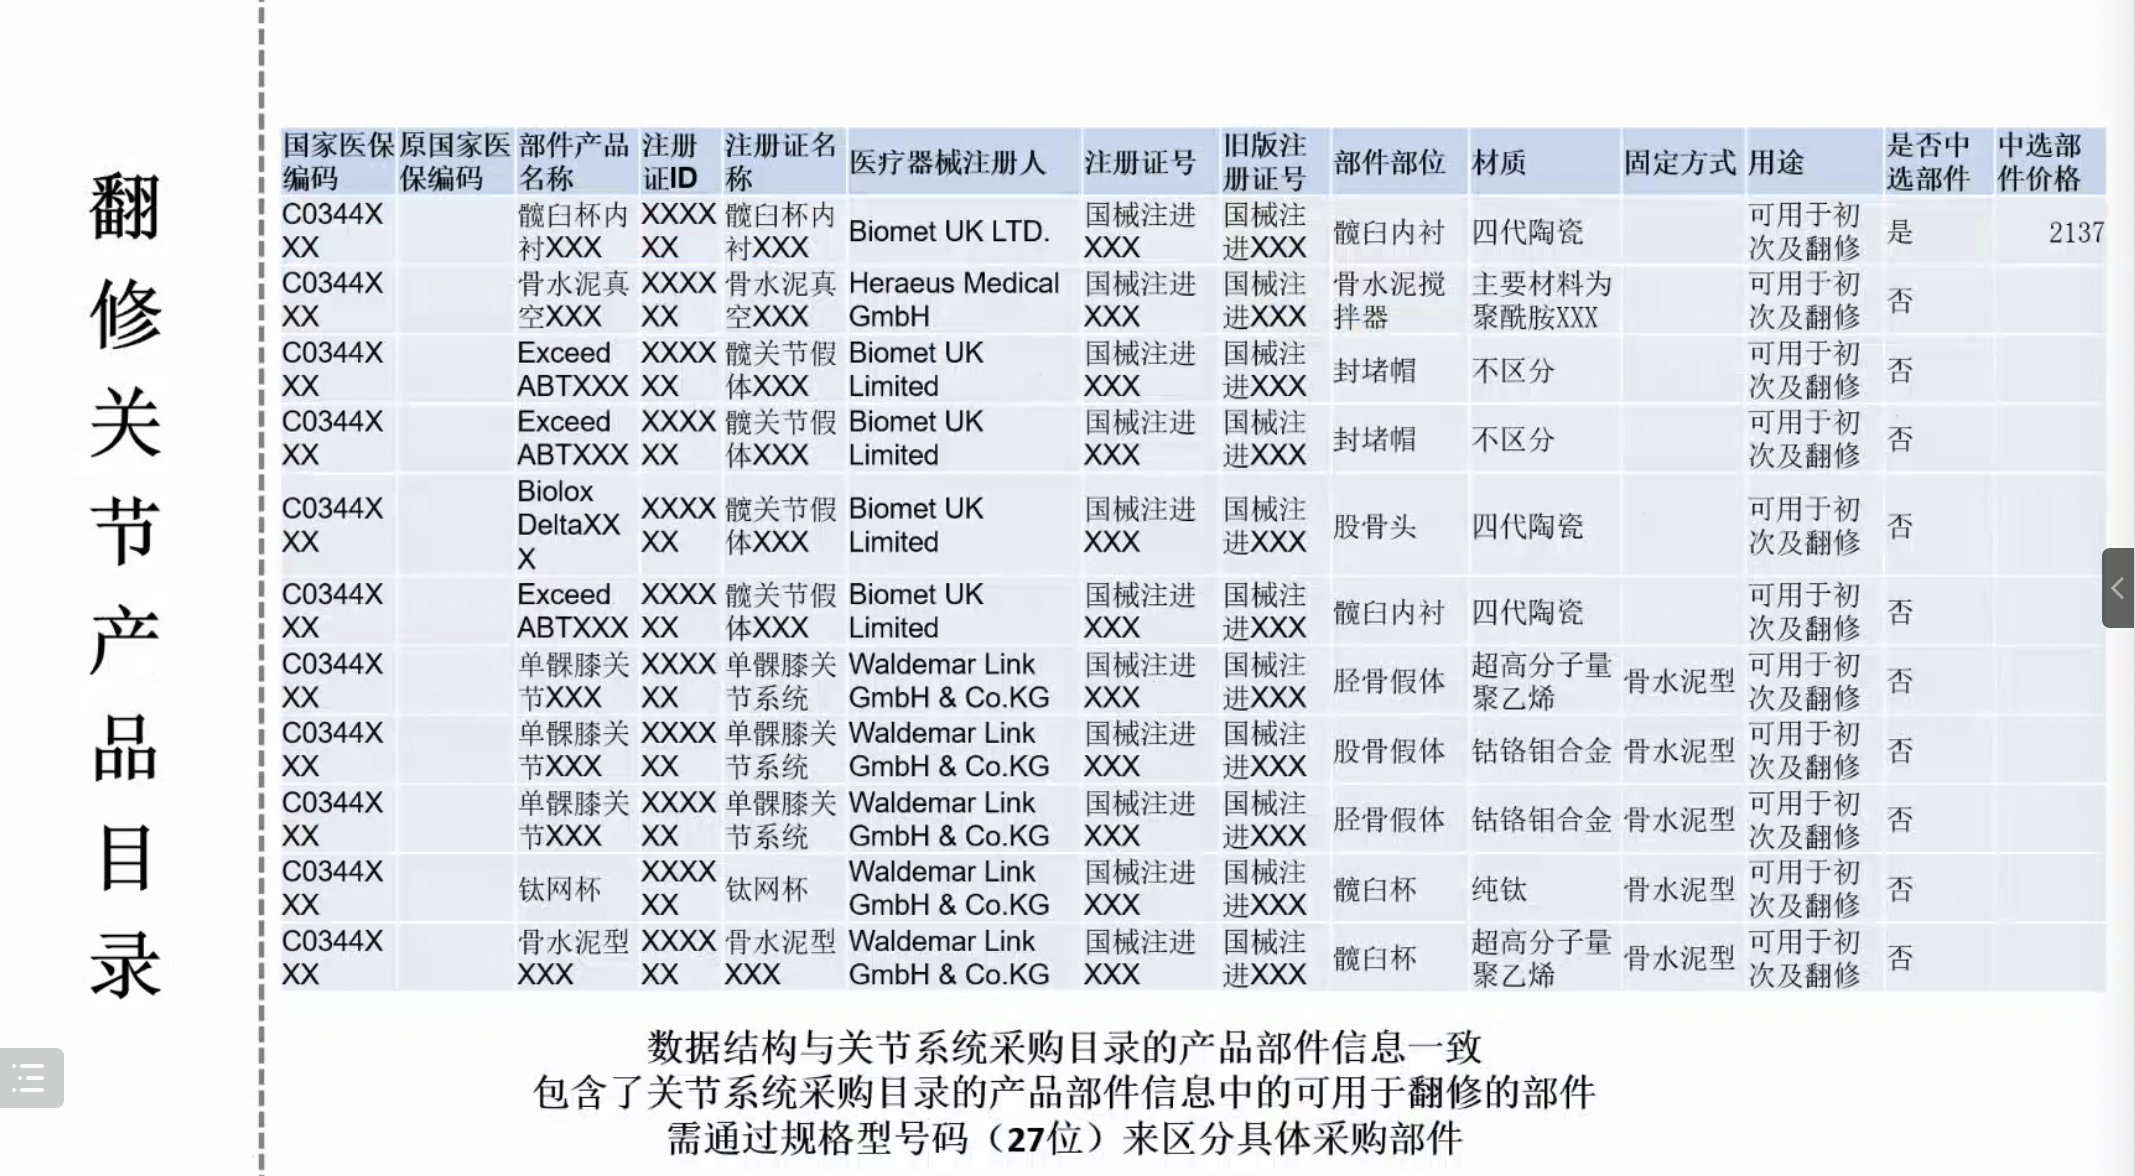 翻修关节产品目录
国家医保编码 原国家医保编码 部件产品名称 注册证ID 注册证名称 医疗器械注册人 注册证号 旧版注册证号 部件部位 材质 固定方式 用途 是否中选部件 中选部件价格
C0344XXX 髋臼杯内衬XXX XXXXXX 髋臼杯内衬XXX Biomet UK LTD. 国械注进XXX 国械注进XXX 髋臼内衬 四代陶瓷 可用于初次及翻修 是 2137
C0344XXX 骨水泥真空XXX XXXXXX 骨水泥真空XXX Heraeus Medical GmbH 国械注进XXX 国械注进XXX 骨水泥搅拌器 主要材料为聚酰胺XXX 可用于初次及翻修 否
C0344XXX Exceed ABTXXX XXXXXX 髋关节假体XXX Biomet UK Limited 国械注进XXX 国械注进XXX 封堵帽 不区分 可用于初次及翻修 否
C0344XXX Exceed ABTXXX XXXXXX 髋关节假体XXX Biomet UK Limited 国械注进XXX 国械注进XXX 封堵帽 不区分 可用于初次及翻修 否
C0344XXX Biolox DeltaXXX XXXXXX 髋关节假体XXX Biomet UK Limited 国械注进XXX 国械注进XXX 股骨头 四代陶瓷 可用于初次及翻修 否
C0344XXX Exceed ABTXXX XXXXXX 髋关节假体XXX Biomet UK Limited 国械注进XXX 国械注进XXX 髋臼内衬 四代陶瓷 可用于初次及翻修 否
C0344XXX 单髁膝关节XXX XXXXXX 单髁膝关节系统 Waldemar Link GmbH & Co.KG 国械注进XXX 国械注进XXX 胫骨假体 超高分子量聚乙烯 骨水泥型 可用于初次及翻修 否
C0344XXX 单髁膝关节XXX XXXXXX 单髁膝关节系统 Waldemar Link GmbH & Co.KG 国械注进XXX 国械注进XXX 股骨假体 钴铬钼合金 骨水泥型 可用于初次及翻修 否
C0344XXX 单髁膝关节XXX XXXXXX 单髁膝关节系统 Waldemar Link GmbH & Co.KG 国械注进XXX 国械注进XXX 胫骨假体 钴铬钼合金 骨水泥型 可用于初次及翻修 否
C0344XXX 钛网杯 XXXXXX 钛网杯 Waldemar Link GmbH & Co.KG 国械注进XXX 国械注进XXX 髋臼杯 纯钛 骨水泥型 可用于初次及翻修 否
C0344XXX 骨水泥型XXX XXXXXX 骨水泥型XXX Waldemar Link GmbH & Co.KG 国械注进XXX 国械注进XXX 髋臼杯 超高分子量聚乙烯 骨水泥型 可用于初次及翻修 否
数据结构与关节系统采购目录的产品部件信息一致
包含了关节系统采购目录的产品部件信息中的可用于翻修的部件
需通过规格型号码（27位）来区分具体采购部件